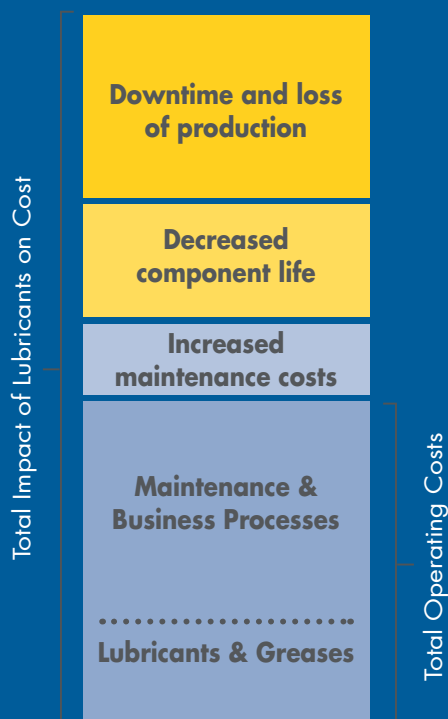 Total Impact of Lubricants on Cost
Downtime and loss
of production
Decreased
component life
Increased
maintenance costs
Maintenance &
Business Processes
Lubricants & Greases
Total Operating Costs